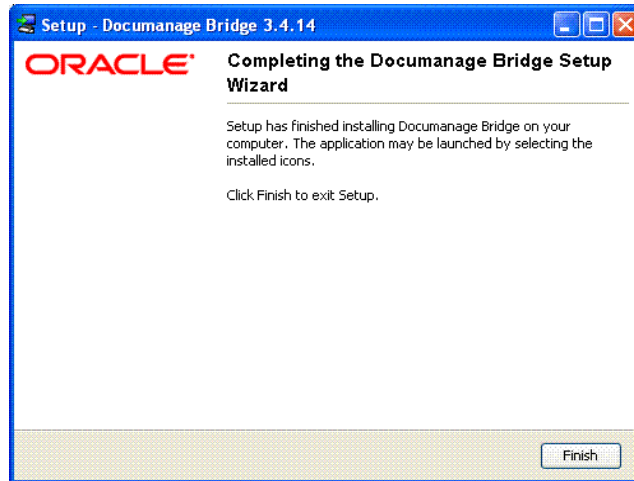 Setup - Documanage Bridge 3.4.14
ORACLE
Completing the Documanage Bridge Setup
Wizard
Setup has finished installing Documanage Bridge on your
computer. The application may be launched by selecting the
installed icons.
Click Finish to exit Setup.
Finish